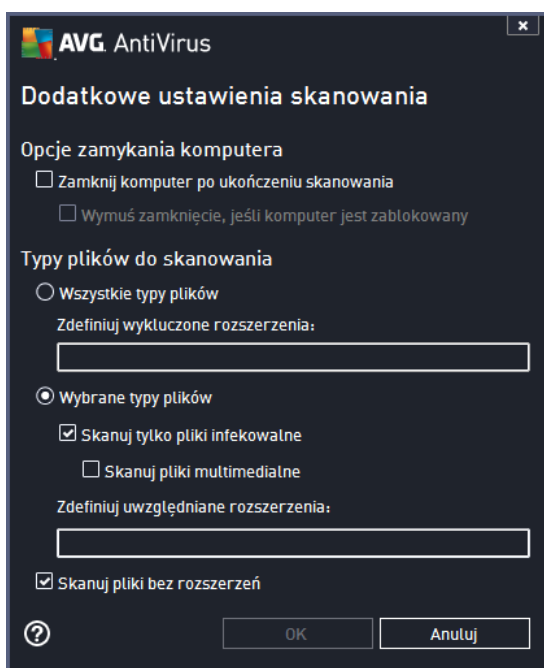 AVG. AntiVirus
Dodatkowe ustawienia skanowania
Opcje zamykania komputera
Zamknij komputer po ukończeniu skanowania
Wymuś zamknięcie, jeśli komputer jest zablokowany
Typy plików do skanowania
Wszystkie typy plików
Zdefiniuj wykluczone rozszerzenia:
Wybrane typy plików
Skanuj tylko pliki infekowalne
Skanuj pliki multimedialne
Zdefiniuj uwzględniane rozszerzenia:
Skanuj pliki bez rozszerzeń
? OK Anuluj